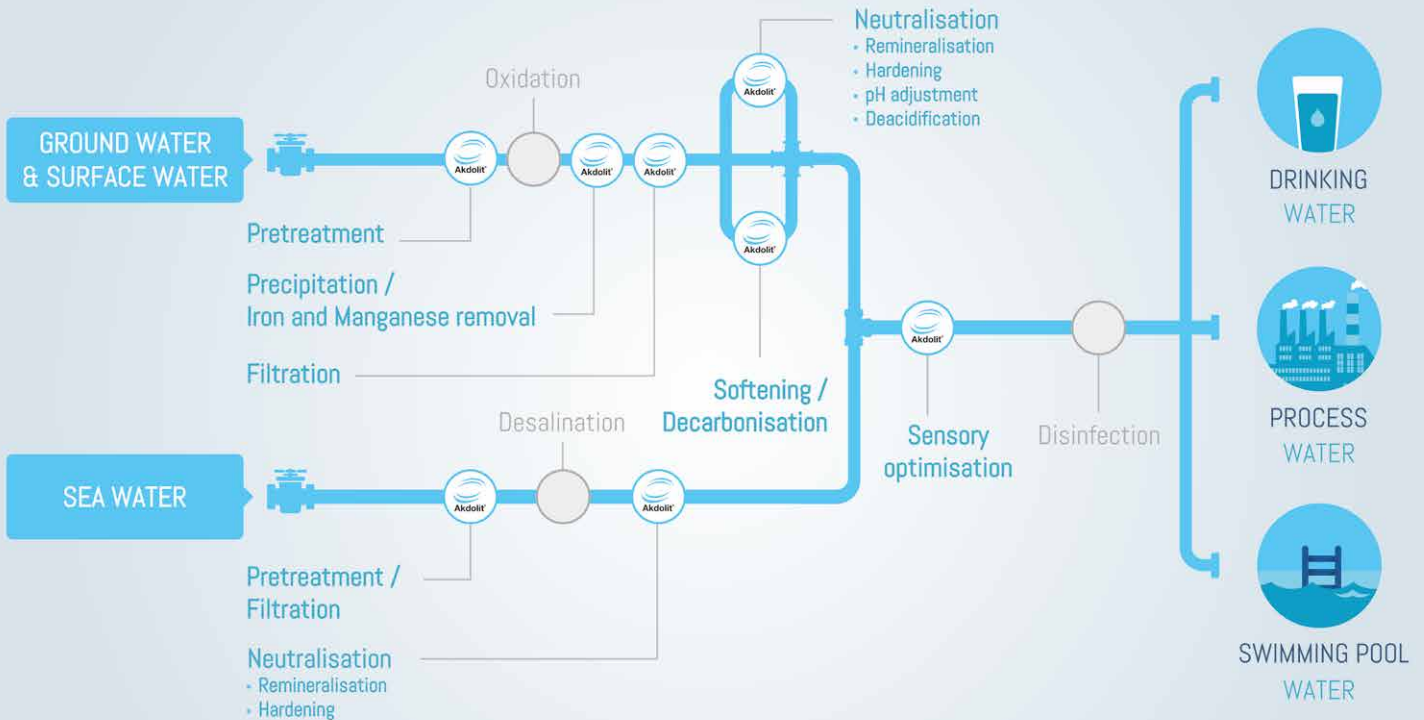 Neutralisation
• Remineralisation
• Hardening
• pH adjustment
• Deacidification
Oxidation
Akdolit®
GROUND WATER
& SURFACE WATER
Akdolit®
Akdolit®
Akdolit®
DRINKING
WATER
Pretreatment
Akdolit®
Precipitation /
Iron and Manganese removal
Filtration
Akdolit®
Softening /
Decarbonisation
PROCESS
WATER
Desalination
Sensory
optimisation
Disinfection
SEA WATER
Akdolit®
Akdolit®
Pretreatment /
Filtration
SWIMMING POOL
WATER
Neutralisation
• Remineralisation
• Hardening